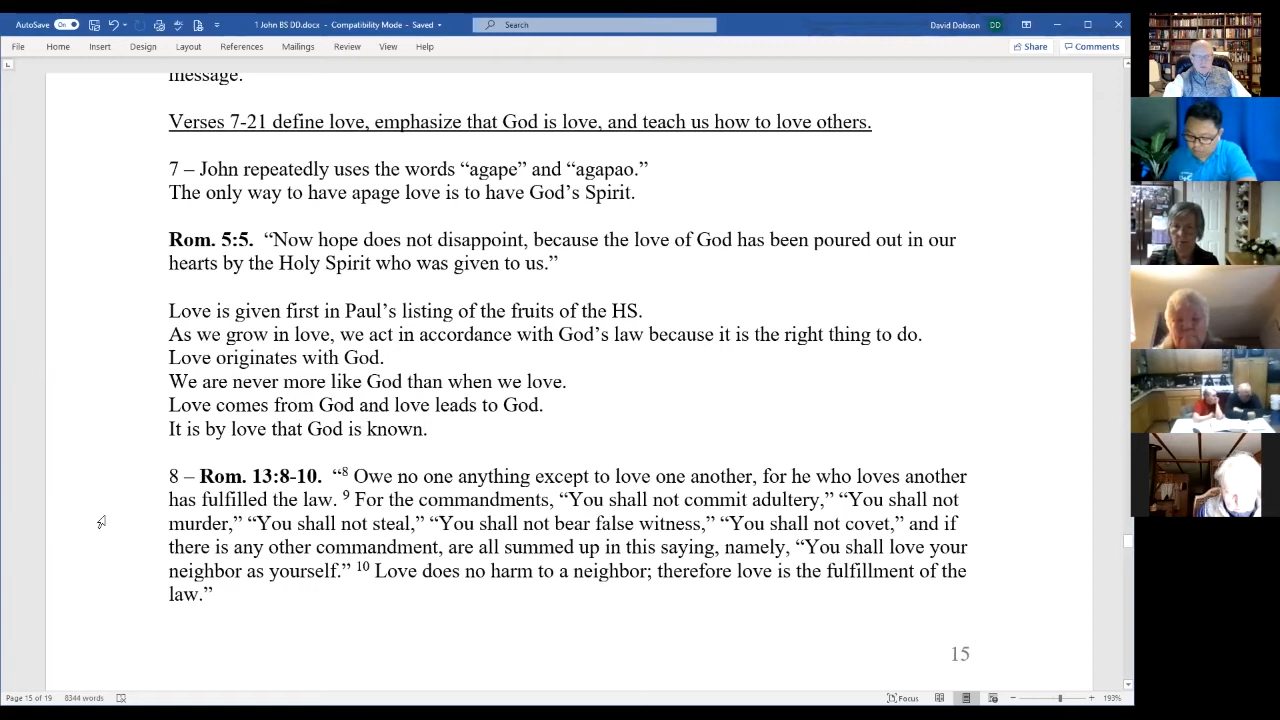 AutoSave On 1 John BS DD.docx - Compatibility Mode - Saved Search David Dobson DD
File Home Insert Design Layout References Mailings Review View Help Share Comments
message.
Verses 7-21 define love, emphasize that God is love, and teach us how to love others.
7 – John repeatedly uses the words “agape” and “agapao.”
The only way to have apage love is to have God’s Spirit.
Rom. 5:5. “Now hope does not disappoint, because the love of God has been poured out in our
hearts by the Holy Spirit who was given to us.”
Love is given first in Paul’s listing of the fruits of the HS.
As we grow in love, we act in accordance with God’s law because it is the right thing to do.
Love originates with God.
We are never more like God than when we love.
Love comes from God and love leads to God.
It is by love that God is known.
8 – Rom. 13:8-10. “8 Owe no one anything except to love one another, for he who loves another
has fulfilled the law. 9 For the commandments, “You shall not commit adultery,” “You shall not
murder,” “You shall not steal,” “You shall not bear false witness,” “You shall not covet,” and if
there is any other commandment, are all summed up in this saying, namely, “You shall love your
neighbor as yourself.” 10 Love does no harm to a neighbor; therefore love is the fulfillment of the
law.”
15
Page 15 of 19 8344 words Focus 193%